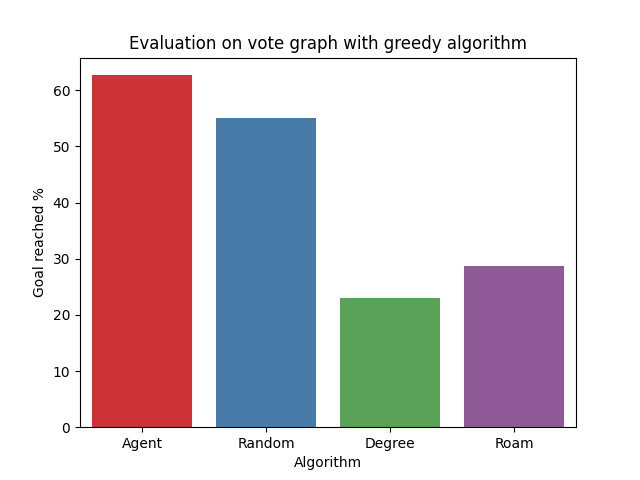 Evaluation on vote graph with greedy algorithm
Goal reached %
60
50
40
30
20
10
0
Agent Random Degree Roam
Algorithm